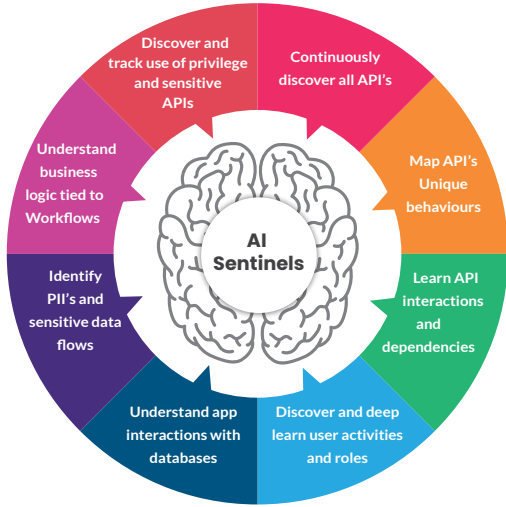 Discover and
track use of privilege
and sensitive
APIs
Continuously
discover all API's
Map API's
Unique
behaviours
Learn API
interactions
and
dependencies
Discover and deep
learn user activities
and roles
Understand app
interactions with
databases
Identify
PII's and
sensitive data
flows
Understand
business
logic tied to
Workflows
AI
Sentinels